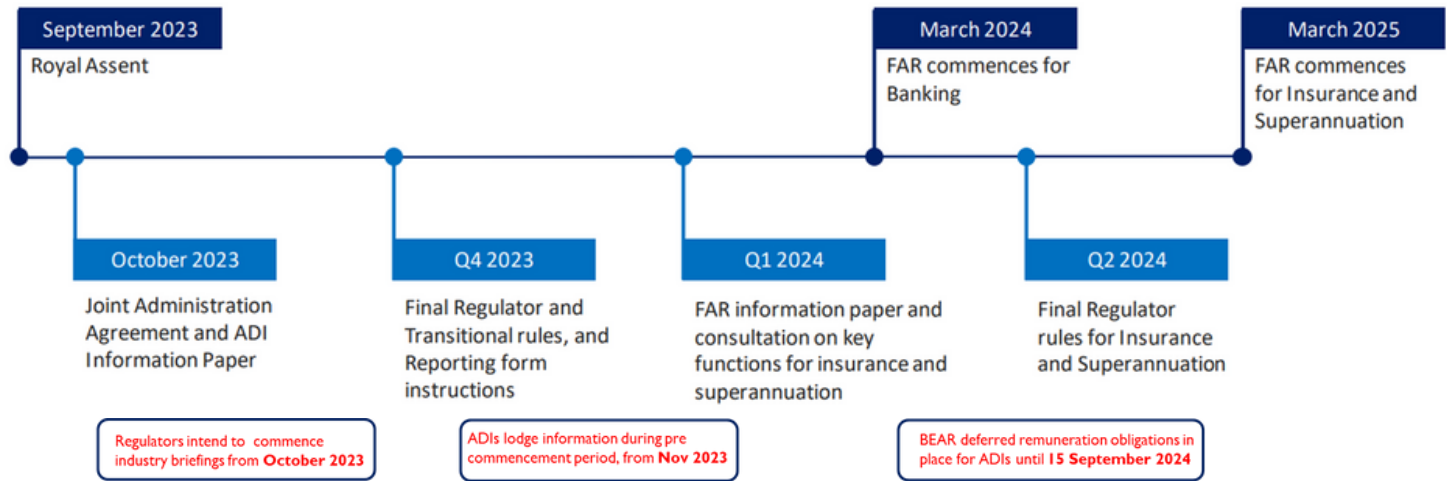 September 2023
Royal Assent
March 2024
FAR commences for
Banking
March 2025
FAR commences
for Insurance and
Superannuation
October 2023
Joint Administration
Agreement and ADI
Information Paper
Q4 2023
Final Regulator and
Transitional rules, and
Reporting form
instructions
Q1 2024
FAR information paper and
consultation on key
functions for insurance and
superannuation
Q2 2024
Final Regulator
rules for Insurance
and Superannuation
Regulators intend to commence
industry briefings from October 2023
ADIs lodge information during pre
commencement period, from Nov 2023
BEAR deferred remuneration obligations in
place for ADIs until 15 September 2024